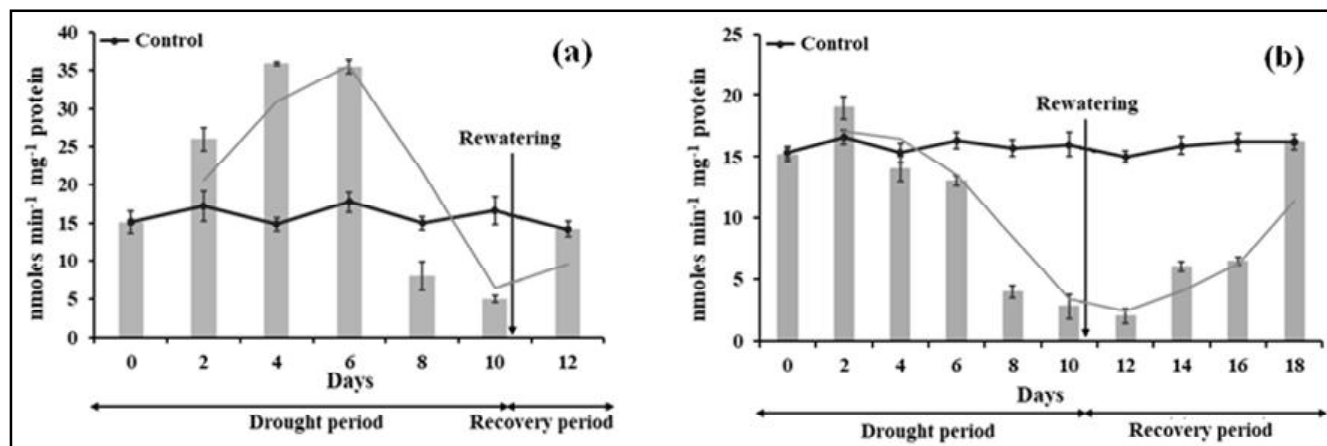 (a)
Control
Rewatering
nmoles min-1 mg-1 protein
40
35
30
25
20
15
10
5
0
0 2 4 6 8 10 12
Days
Drought period Recovery period
(b)
Control
Rewatering
nmoles min-1 mg-1 protein
25
20
15
10
5
0
0 2 4 6 8 10 12 14 16 18
Days
Drought period Recovery period